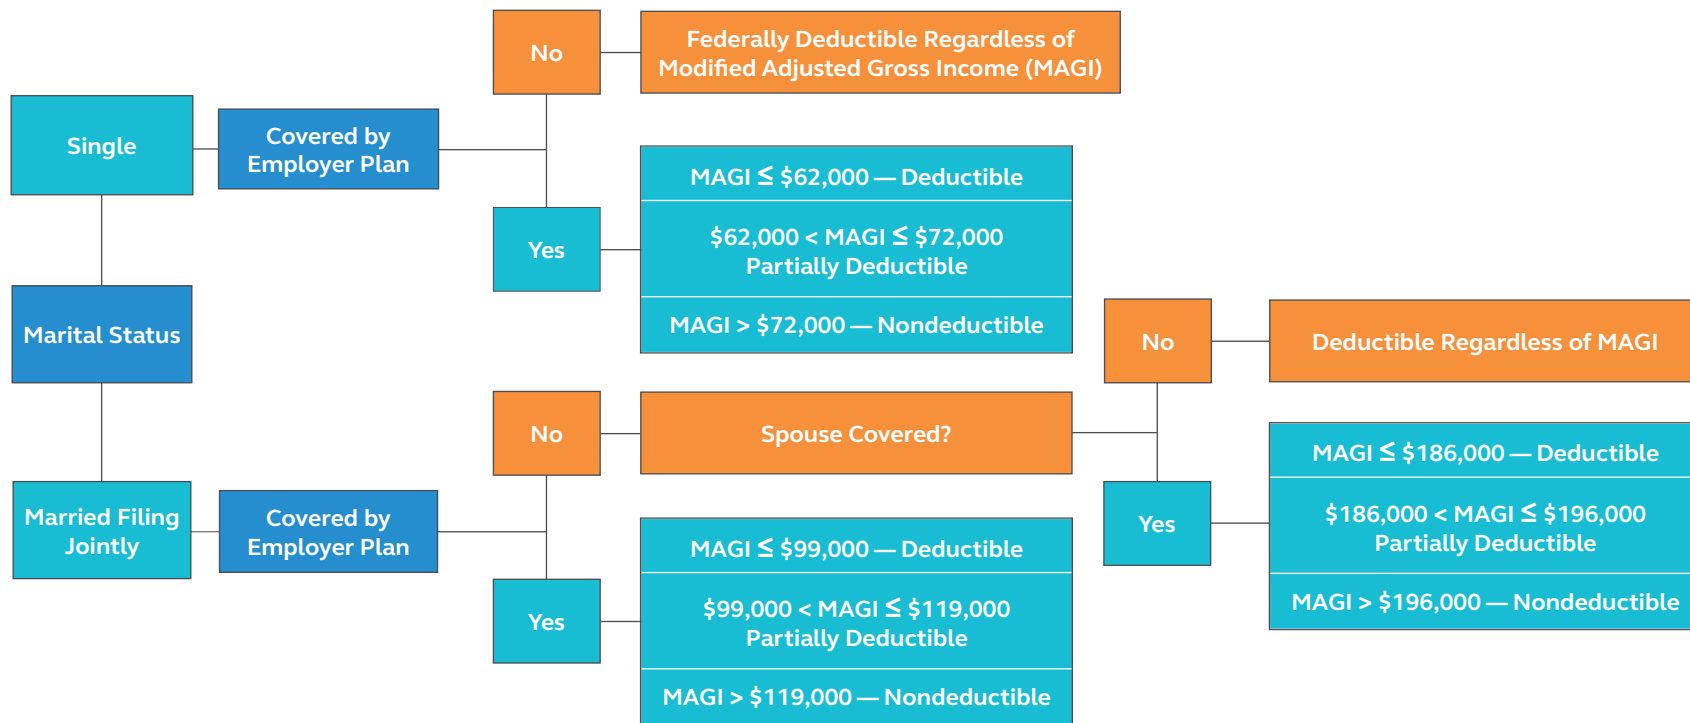 No
Federally Deductible Regardless of
Modified Adjusted Gross Income (MAGI)
Single
Covered by
Employer Plan
MAGI ≤ $62,000 — Deductible
$62,000 < MAGI ≤ $72,000
Partially Deductible
MAGI > $72,000 — Nondeductible
Yes
Marital Status
No
Deductible Regardless of MAGI
No
Spouse Covered?
MAGI ≤ $186,000 — Deductible
$186,000 < MAGI ≤ $196,000
Partially Deductible
MAGI > $196,000 — Nondeductible
Yes
Married Filing
Jointly
Covered by
Employer Plan
MAGI ≤ $99,000 — Deductible
$99,000 < MAGI ≤ $119,000
Partially Deductible
MAGI > $119,000 — Nondeductible
Yes